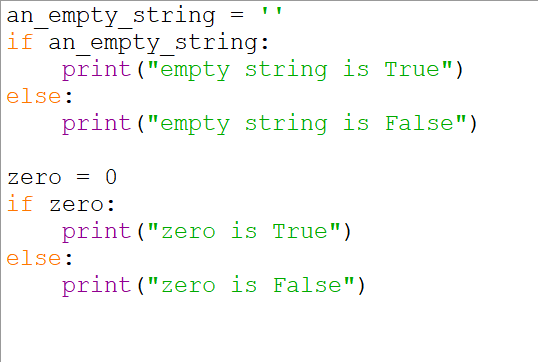 an_empty_string = ''
if an_empty_string:
    print("empty string is True")
else:
    print("empty string is False")

zero = 0
if zero:
    print("zero is True")
else:
    print("zero is False")